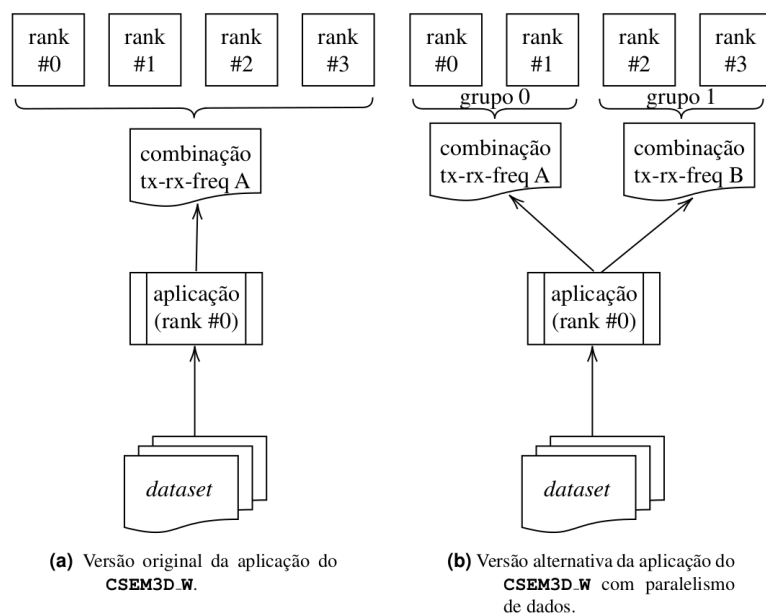 rank
#0
rank
#1
rank
#2
rank
#3
combinação
tx-rx-freq A
aplicação
(rank #0)
dataset
(a) Versão original da aplicação do
CSEM3D_W.
rank
#0
rank
#1
rank
#2
rank
#3
grupo 0
grupo 1
combinação
tx-rx-freq A
combinação
tx-rx-freq B
aplicação
(rank #0)
dataset
(b) Versão alternativa da aplicação do
CSEM3D_W com paralelismo
de dados.